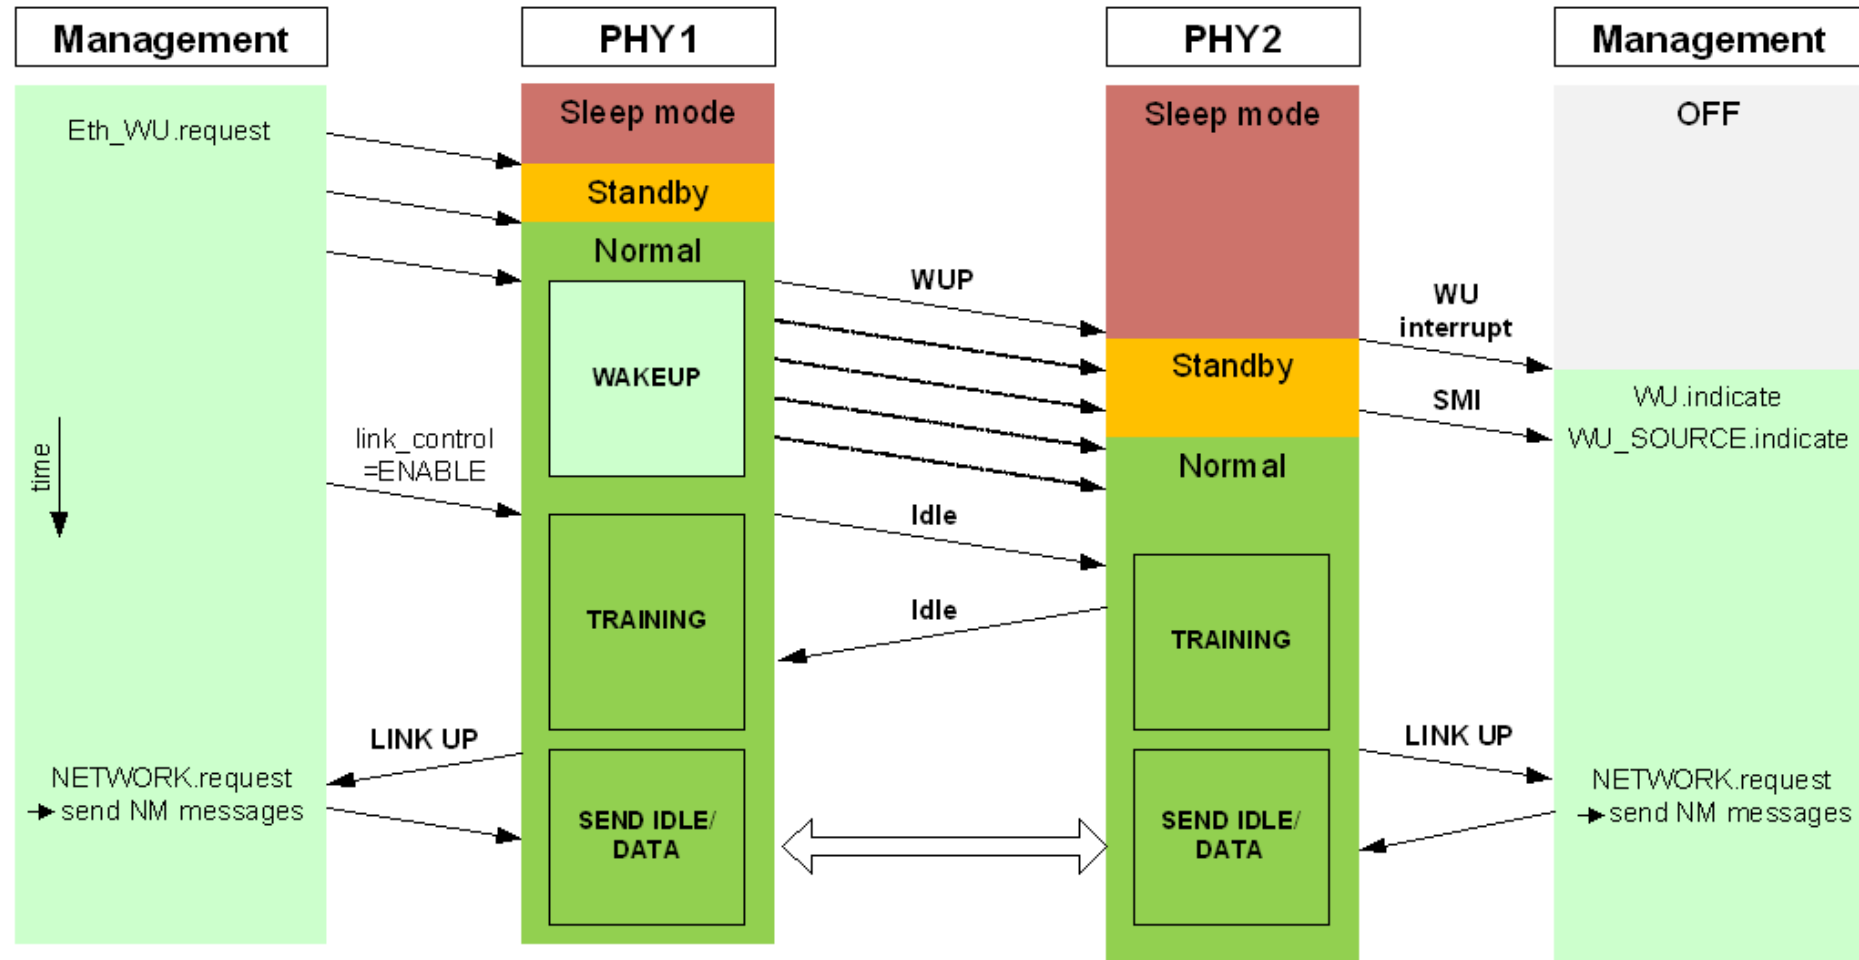 Management
PHY1
PHY2
Management
Sleep mode
Sleep mode
OFF
Eth_WU.request
Standby
Normal
WUP
WU
interrupt
WAKEUP
Standby
SMI
WU.indicate
WU_SOURCE.indicate
time
link_control
=ENABLE
Normal
Idle
TRAINING
Idle
TRAINING
LINK UP
LINK UP
NETWORK.request
send NM messages
SEND IDLE/
DATA
SEND IDLE/
DATA
NETWORK.request
send NM messages